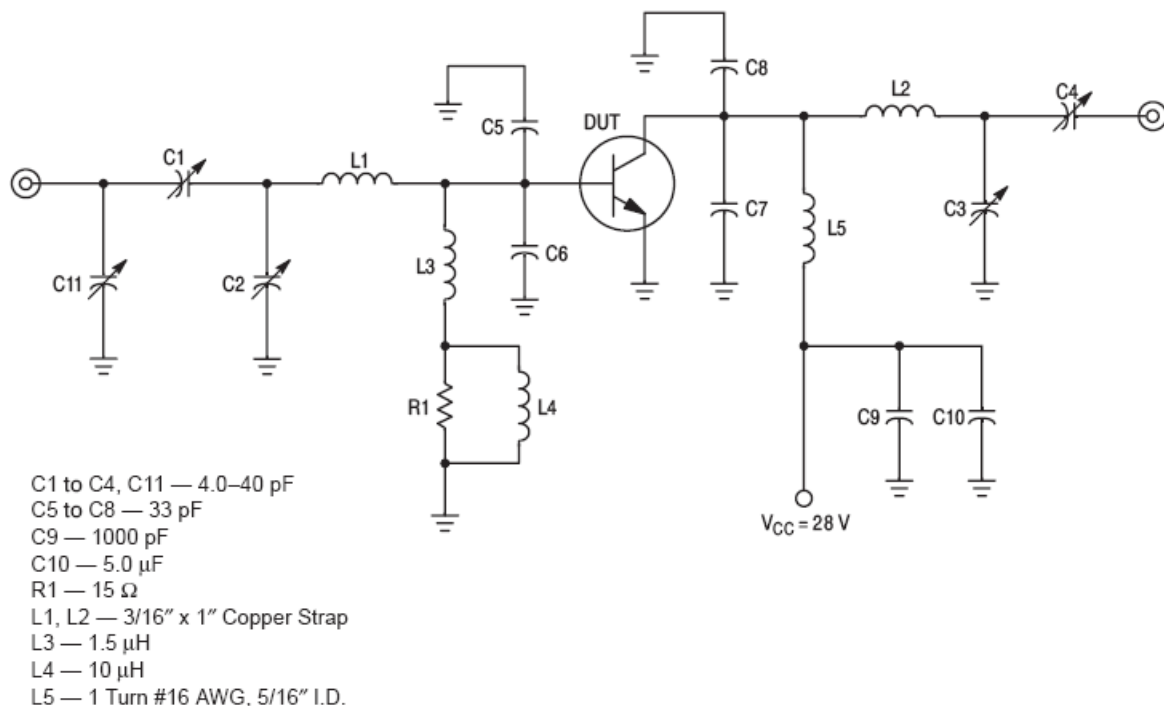 C8
L2
C4
C5
DUT
C1
L1
C7
C3
L5
C6
L3
C11
C2
R1
L4
C9
C10
C1 to C4, C11 — 4.0–40 pF
C5 to C8 — 33 pF
C9 — 1000 pF
C10 — 5.0 μF
R1 — 15 Ω
L1, L2 — 3/16″ x 1″ Copper Strap
L3 — 1.5 μH
L4 — 10 μH
L5 — 1 Turn #16 AWG, 5/16″ I.D.
VCC = 28 V